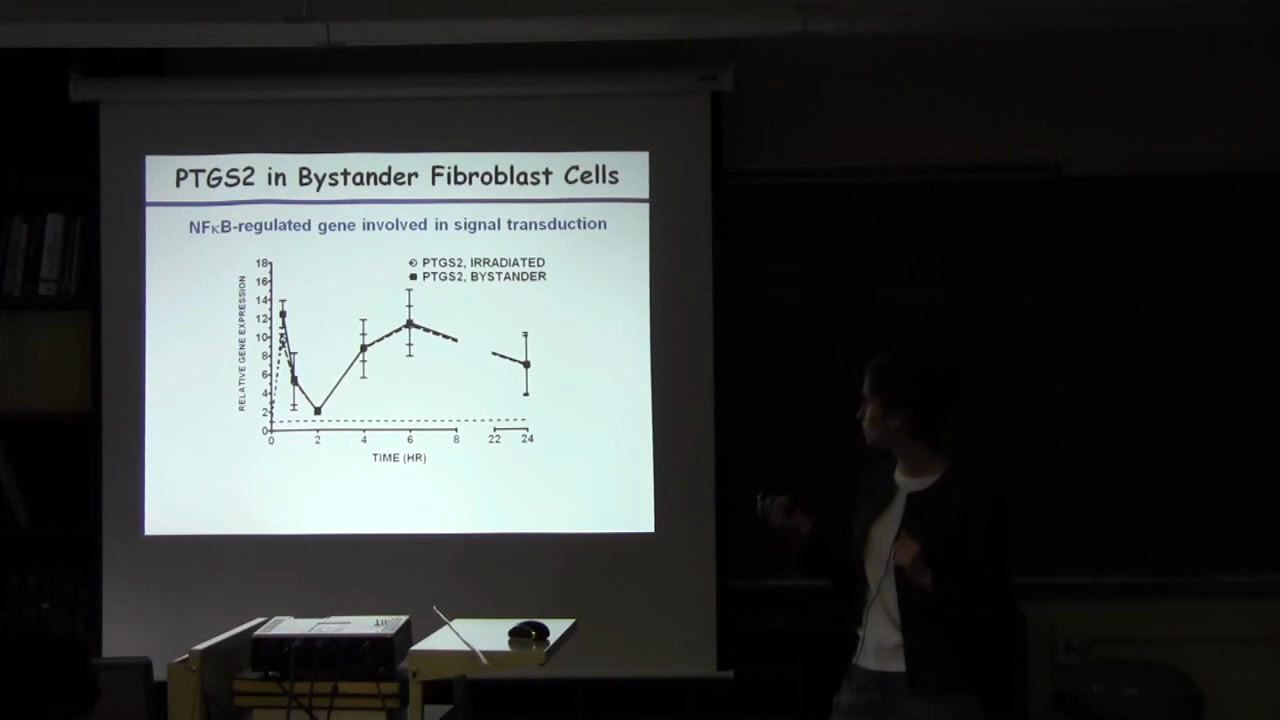 PTGS2 in Bystander Fibroblast Cells
NFκB-regulated gene involved in signal transduction
PTGS2, IRRADIATED
PTGS2, BYSTANDER
RELATIVE GENE EXPRESSION
18
16
14
12
10
8
6
4
2
0
0 2 4 6 8 22 24
TIME (HR)